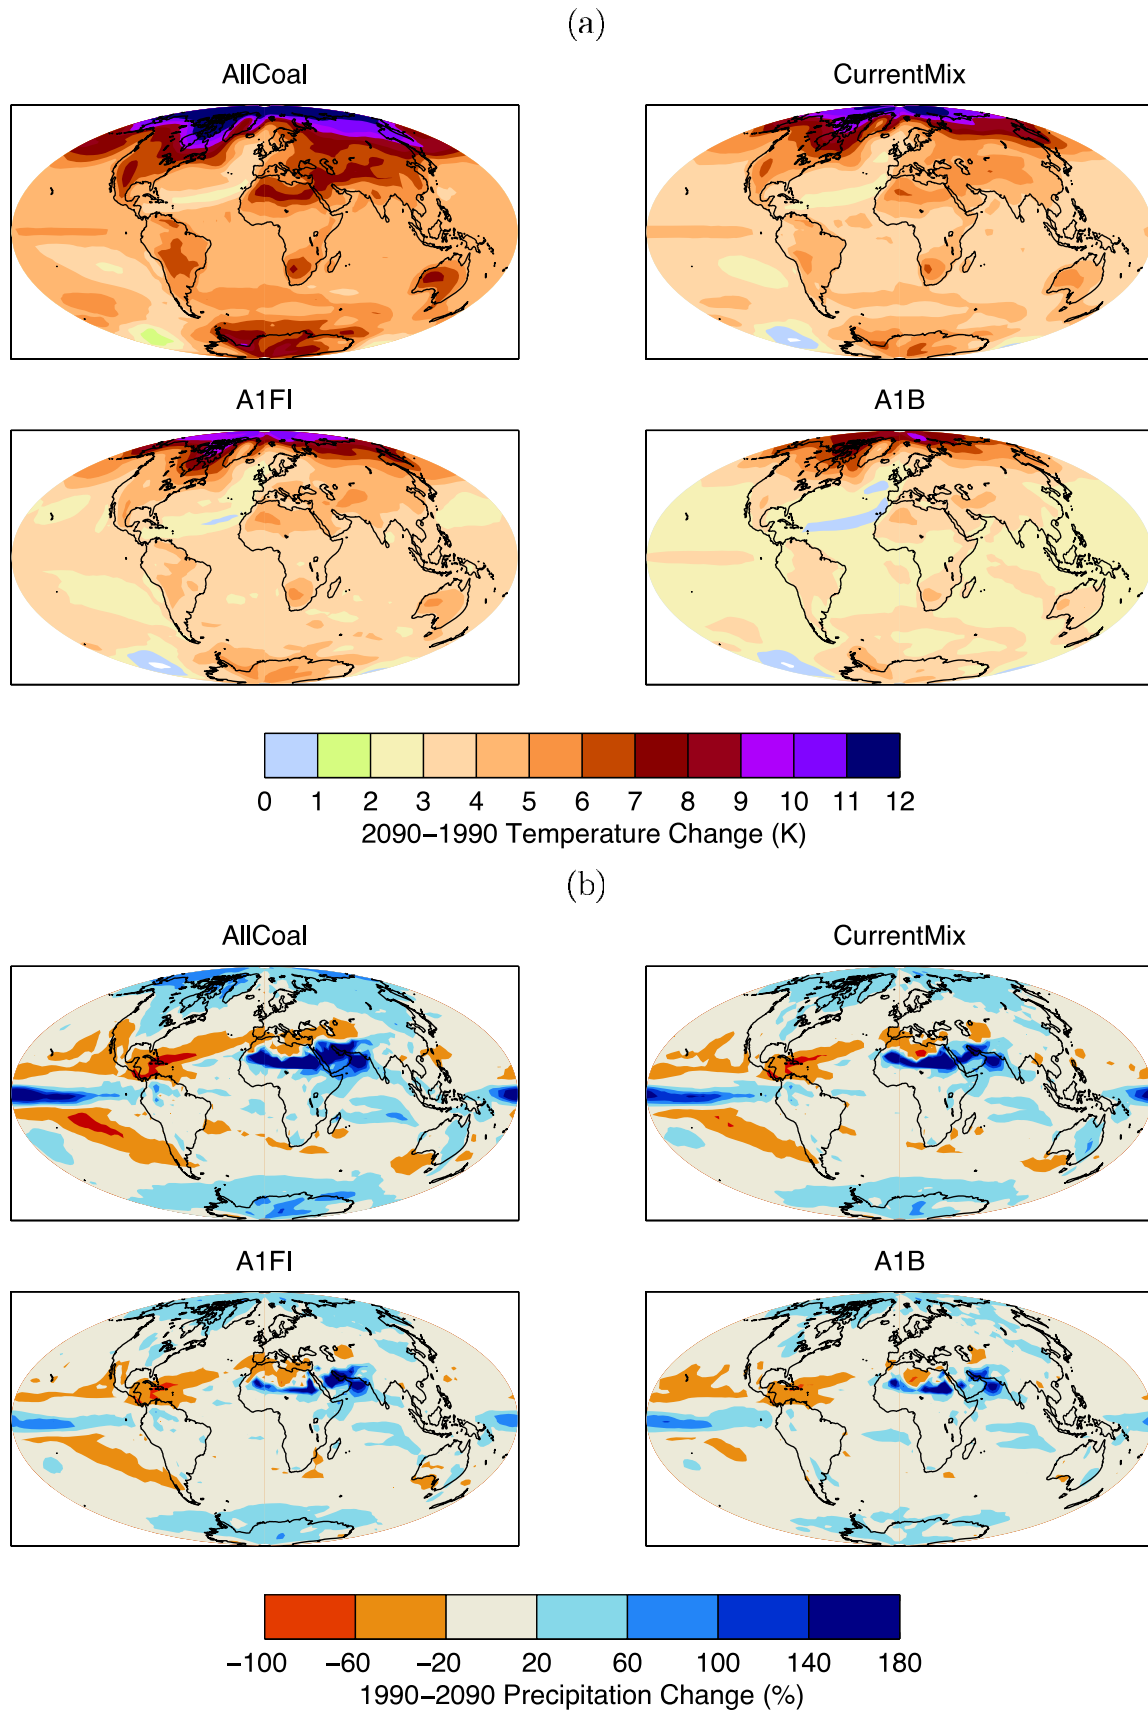 (a)
AllCoal CurrentMix
A1FI A1B
0 1 2 3 4 5 6 7 8 9 10 11 12
2090–1990 Temperature Change (K)
(b)
AllCoal CurrentMix
A1FI A1B
−100 −60 −20 20 60 100 140 180
1990–2090 Precipitation Change (%)